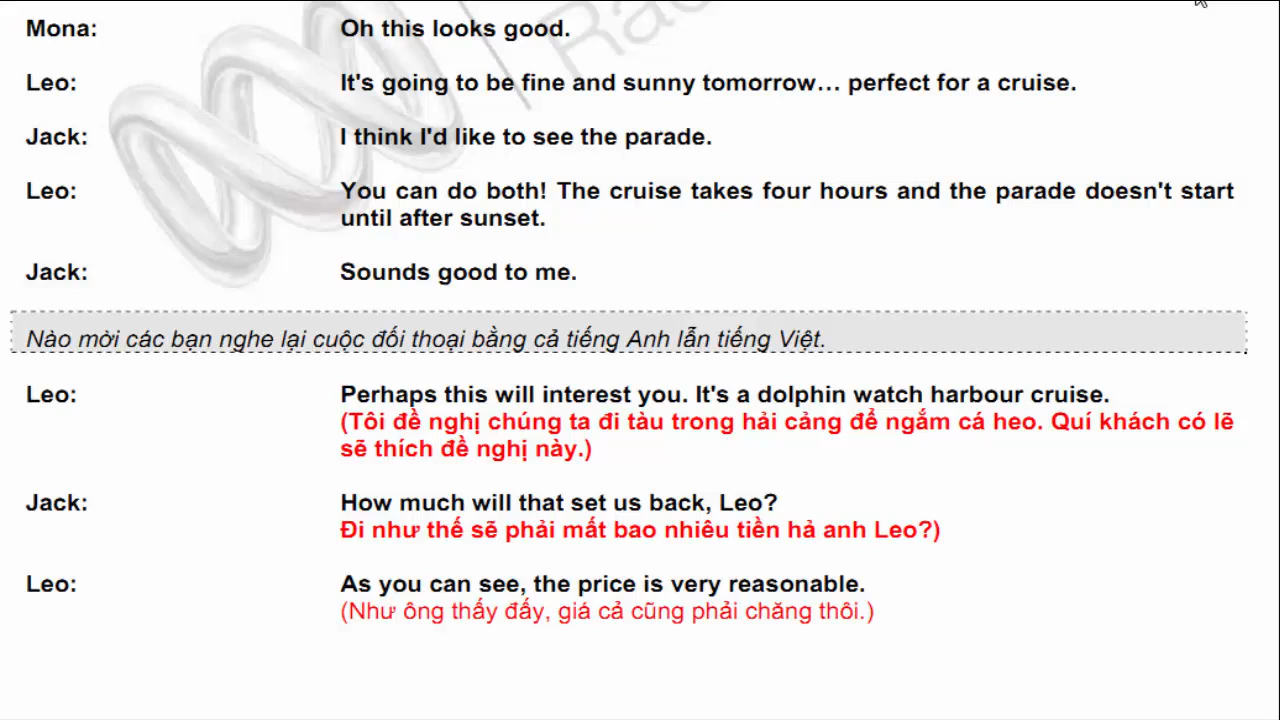 Mona: Oh this looks good.
Leo: It's going to be fine and sunny tomorrow… perfect for a cruise.
Jack: I think I'd like to see the parade.
Leo: You can do both! The cruise takes four hours and the parade doesn't start
until after sunset.
Jack: Sounds good to me.
Nào mời các bạn nghe lại cuộc đối thoại bằng cả tiếng Anh lẫn tiếng Việt.
Leo: Perhaps this will interest you. It's a dolphin watch harbour cruise.
(Tôi đề nghị chúng ta đi tàu trong hải cảng để ngắm cá heo. Quí khách có lẽ
sẽ thích đề nghị này.)
Jack: How much will that set us back, Leo?
Đi như thế sẽ phải mất bao nhiêu tiền hả anh Leo?)
Leo: As you can see, the price is very reasonable.
(Như ông thấy đấy, giá cả cũng phải chăng thôi.)